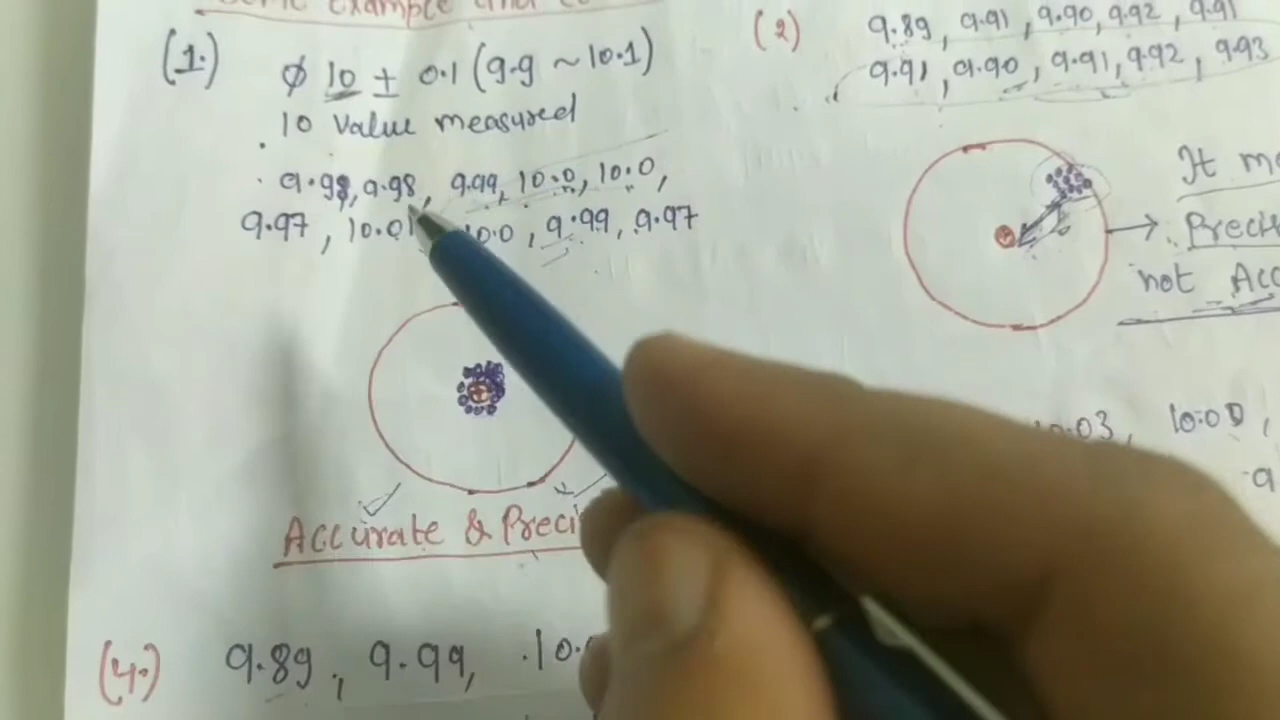 Example and
(1.)
ϕ 10 ± 0.1 (9.9 ~ 10.1)
10 Value measured
9.98, 9.98, 9.99, 10.0, 10.0,
9.97, 10.01 10.0, 9.99, 9.97
Accurate & Preci
(2)
9.89, 9.91, 9.90, 9.92, 9.91
9.91, 9.90, 9.91, 9.92, 9.93
It
not
10.03, 10.00,
(4.) 9.89, 9.99,